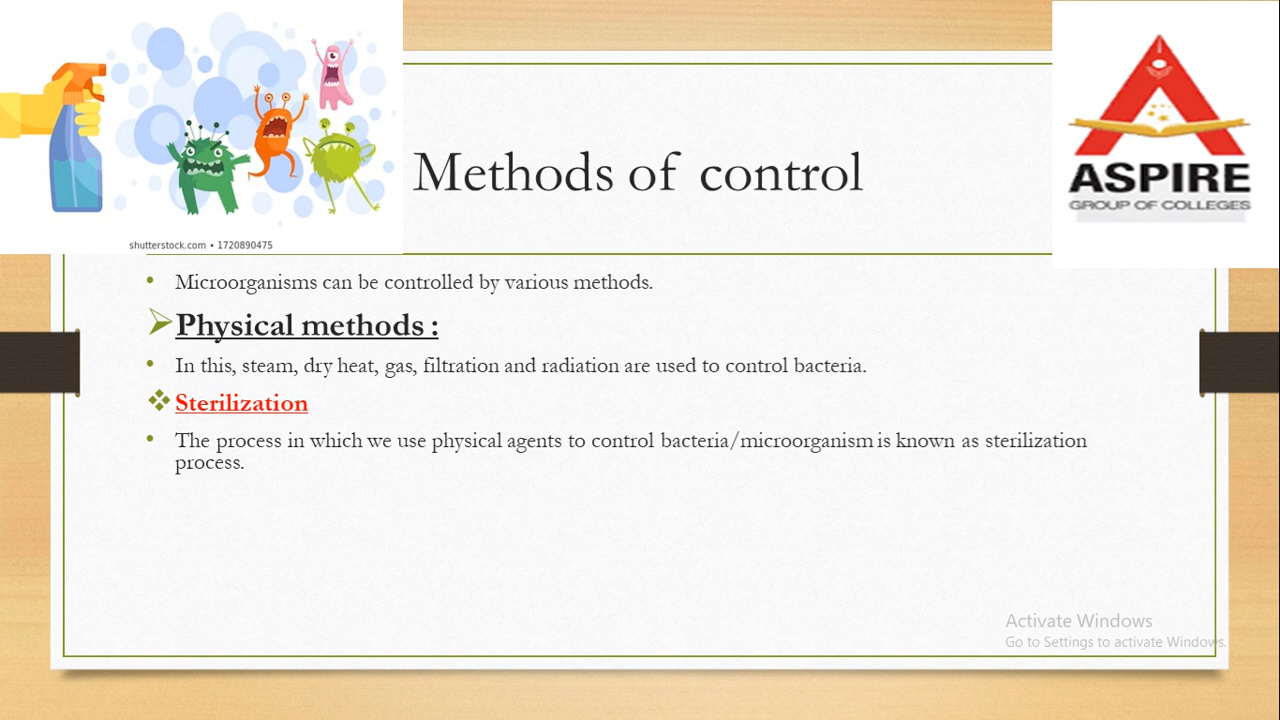 shutterstock.com • 1720890475
Methods of control
ASPIRE
GROUP OF COLLEGES
• Microorganisms can be controlled by various methods.
➢ Physical methods :
• In this, steam, dry heat, gas, filtration and radiation are used to control bacteria.
❖ Sterilization
• The process in which we use physical agents to control bacteria/microorganism is known as sterilization
process.
Activate Windows
Go to Settings to activate Windows.